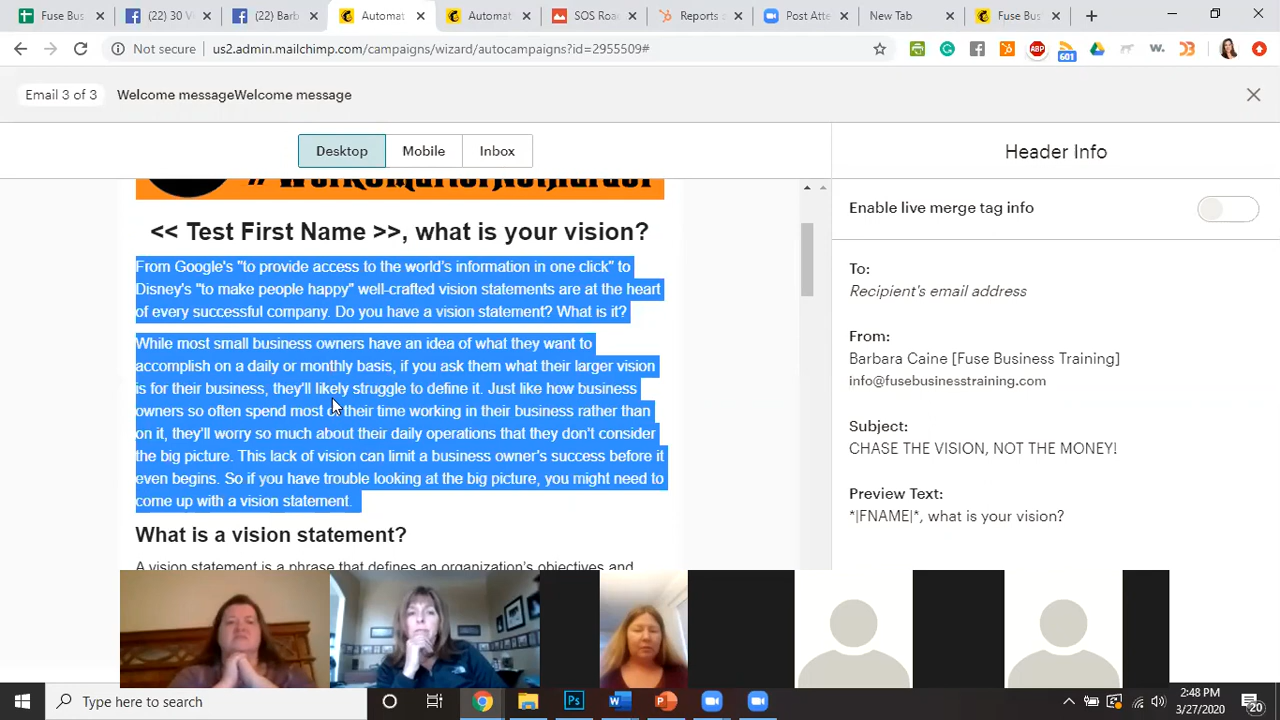 Fuse Bus
(22) 30 V
(22) Barb
Automat
Automat
SOS Roa
Reports
Post Atte
New Tab
Fuse Bus
Not secure
us2.admin.mailchimp.com/campaigns/wizard/autocampaigns?id=2955509#
ABP
601
Email 3 of 3
Welcome messageWelcome message
Desktop
Mobile
Inbox
Header Info
#WorkSmarterNotHarder
<< Test First Name >>, what is your vision?
From Google's "to provide access to the world's information in one click" to
Disney's "to make people happy" well-crafted vision statements are at the heart
of every successful company. Do you have a vision statement? What is it?
While most small business owners have an idea of what they want to
accomplish on a daily or monthly basis, if you ask them what their larger vision
is for their business, they'll likely struggle to define it. Just like how business
owners so often spend most of their time working in their business rather than
on it, they'll worry so much about their daily operations that they don't consider
the big picture. This lack of vision can limit a business owner's success before it
even begins. So if you have trouble looking at the big picture, you might need to
come up with a vision statement.
What is a vision statement?
A vision statement is a phrase that defines an organization's objectives and
Enable live merge tag info
To:
Recipient's email address
From:
Barbara Caine [Fuse Business Training]
info@fusebusinesstraining.com
Subject:
CHASE THE VISION, NOT THE MONEY!
Preview Text:
*|FNAME|*, what is your vision?
Type here to search
2:48 PM
3/27/2020
20